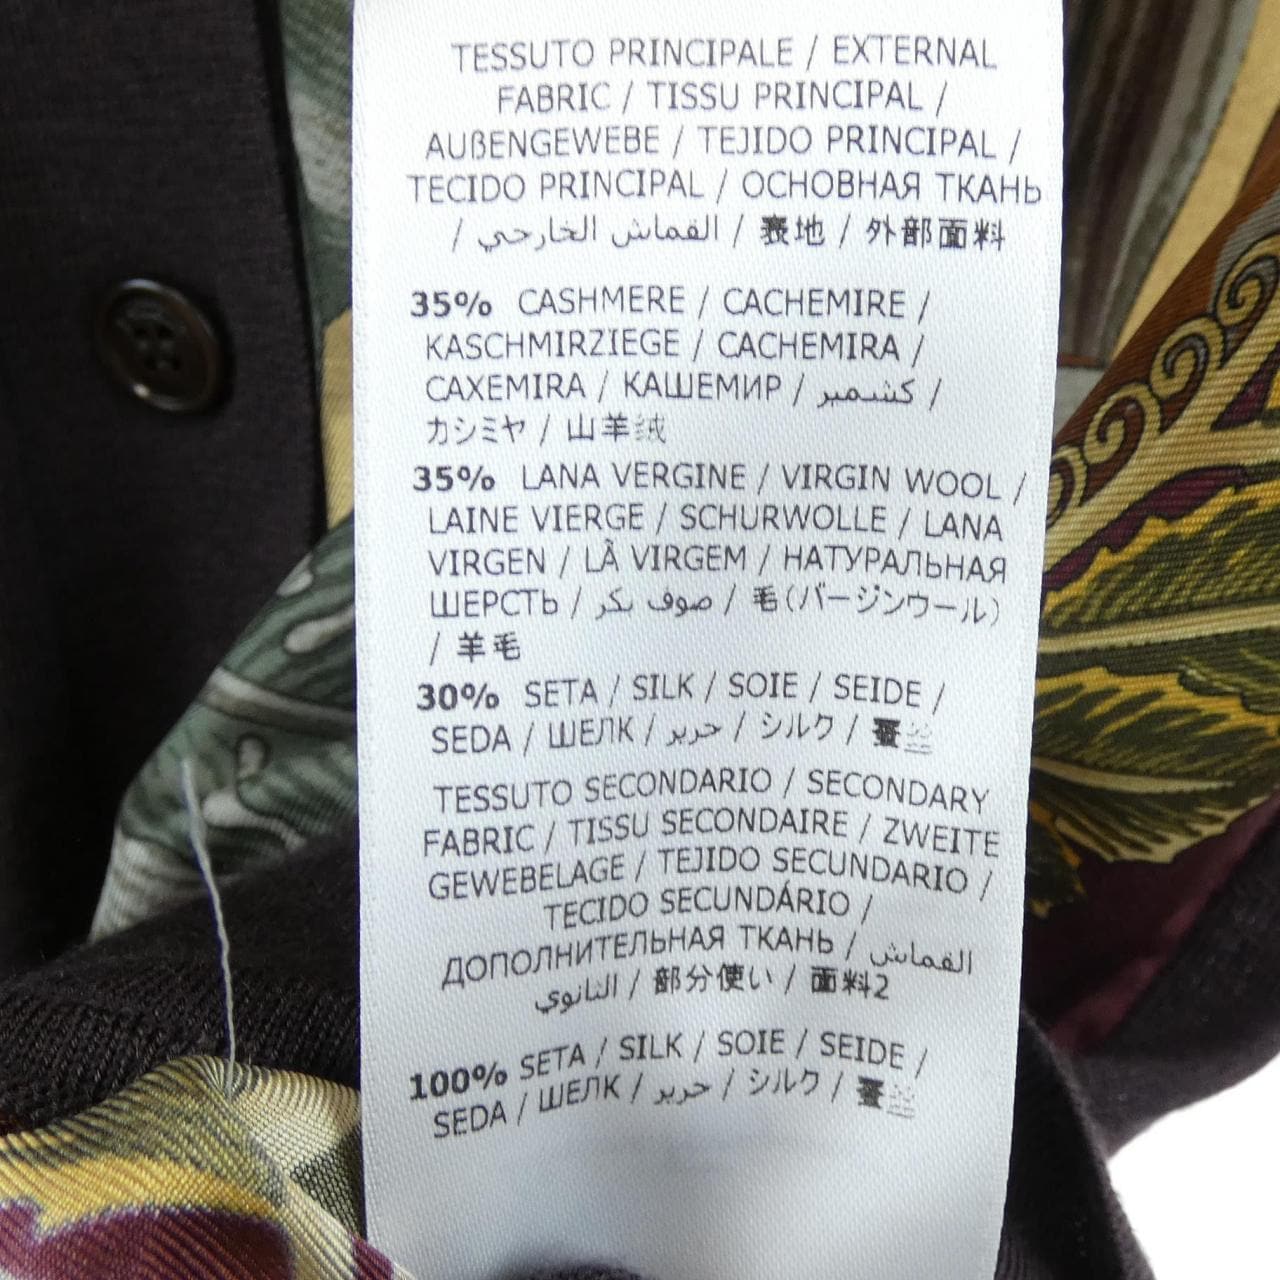 TESSUTO PRINCIPALE / EXTERNAL
FABRIC / TISSU PRINCIPAL /
AUßENGEWEBE / TEJIDO PRINCIPAL /
TECIDO PRINCIPAL / ОСНОВНАЯ ТКАНЬ
/ القماش الخارجي / 表地 / 外部面料
35% CASHMERE / CACHEMIRE /
KASCHMIRZIEGE / CACHEMIRA /
CAXEMIRA / КАШЕМИР / كشمير /
カシミヤ / 山羊绒
35% LANA VERGINE / VIRGIN WOOL /
LAINE VIERGE / SCHURWOLLE / LANA
VIRGEN / LÀ VIRGEM / НАТУРАЛЬНАЯ
ШЕРСТЬ / صوف بكر / 毛(バージンウール)
/ 羊毛
30% SETA / SILK / SOIE / SEIDE /
SEDA / ШЕЛК / حرير / シルク / 蚕丝
TESSUTO SECONDARIO / SECONDARY
FABRIC / TISSU SECONDAIRE / ZWEITE
GEWEBELAGE / TEJIDO SECUNDARIO /
TECIDO SECUNDÁRIO /
ДОПОЛНИТЕЛЬНАЯ ТКАНЬ / القماش
الثانوي / 部分使い / 面料2
100% SETA / SILK / SOIE / SEIDE /
SEDA / ШЕЛК / حرير / シルク / 蚕丝